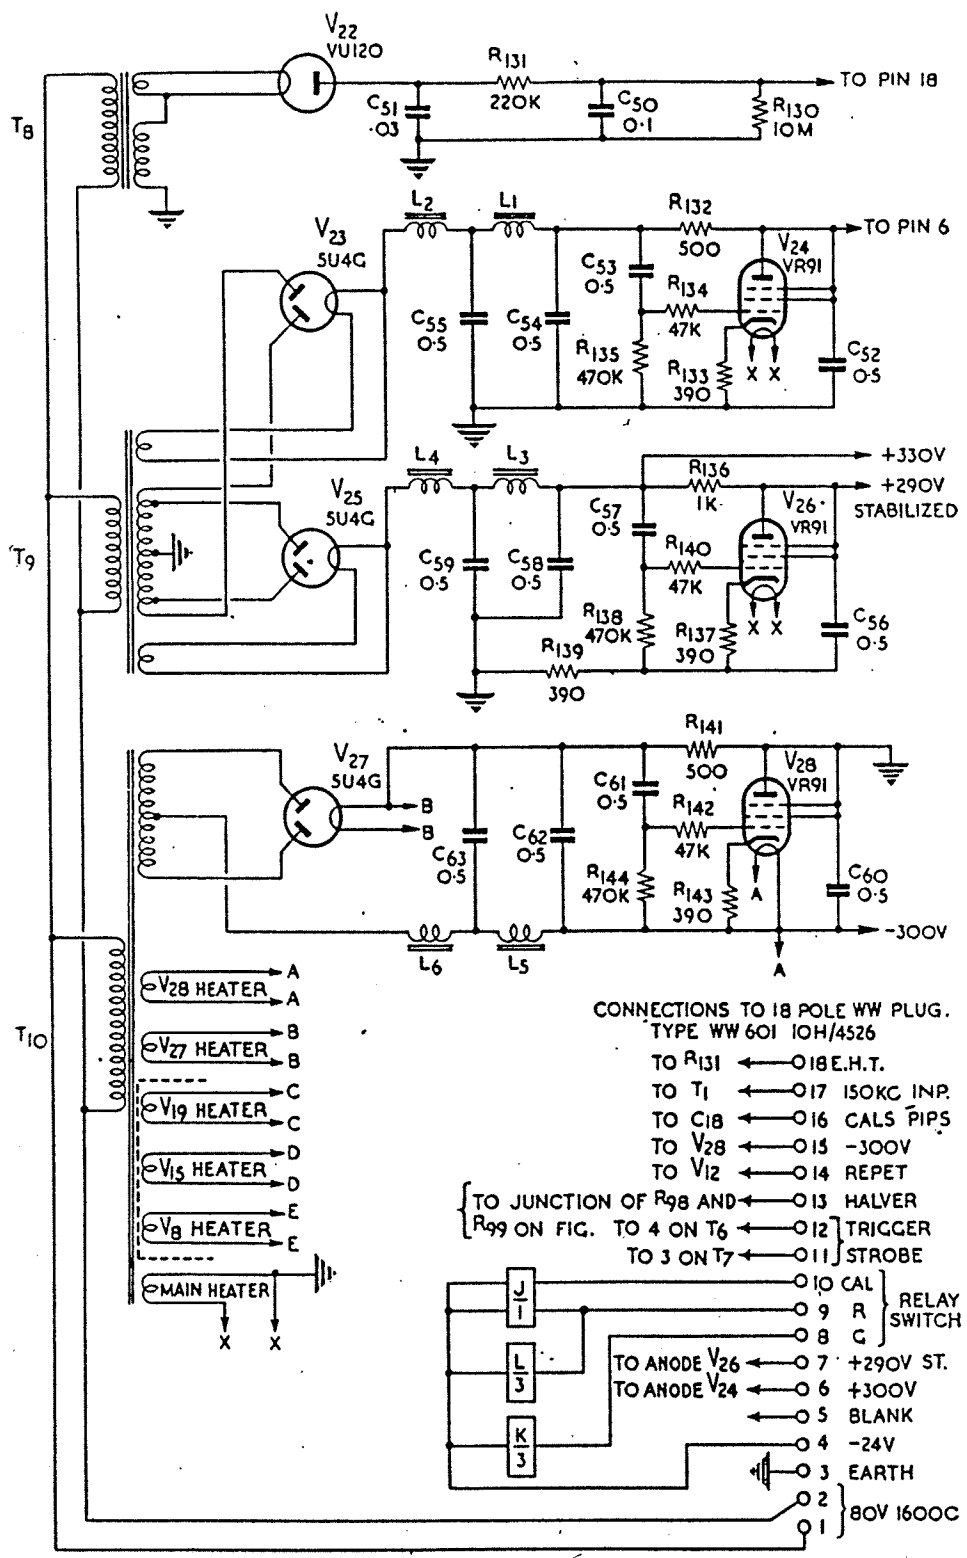 V22
VU120
R131
220K
TO PIN 18
C51
.03
C50
0.1
R130
10M
T8
L2
L1
R132
500
TO PIN 6
V23
5U4G
V24
VR91
C53
0.5
R134
47K
C55
0.5
C54
0.5
R135
470K
R133
390
X X
C52
0.5
L4
L3
+330V
R136
1K
+290V
STABILIZED
V25
5U4G
V26
VR91
C57
0.5
R140
47K
T9
C59
0.5
C58
0.5
R138
470K
R137
390
X X
C56
0.5
R139
390
R141
500
V27
5U4G
V28
VR91
B
B
C61
0.5
R142
47K
C63
0.5
C62
0.5
R144
470K
R143
390
A
C60
0.5
-300V
L6
L5
A
A
V28 HEATER
A
T10
B
V27 HEATER
B
C
V19 HEATER
C
D
V15 HEATER
D
E
V8 HEATER
E
MAIN HEATER
X X
CONNECTIONS TO 18 POLE WW PLUG.
TYPE WW 601 10H/4526
TO R131 18 E.H.T.
TO T1 17 150KC INP.
TO C18 16 CALS PIPS
TO V28 15 -300V
TO V12 14 REPET
TO JUNCTION OF R98 AND 13 HALVER
R99 ON FIG. TO 4 ON T6 12 TRIGGER
TO 3 ON T7 11 STROBE
J/1 10 CAL
9 R
RELAY
SWITCH
8 G
L/3
TO ANODE V26 7 +290V ST.
TO ANODE V24 6 +300V
5 BLANK
K/3
4 -24V
3 EARTH
2
80V 1600C
1